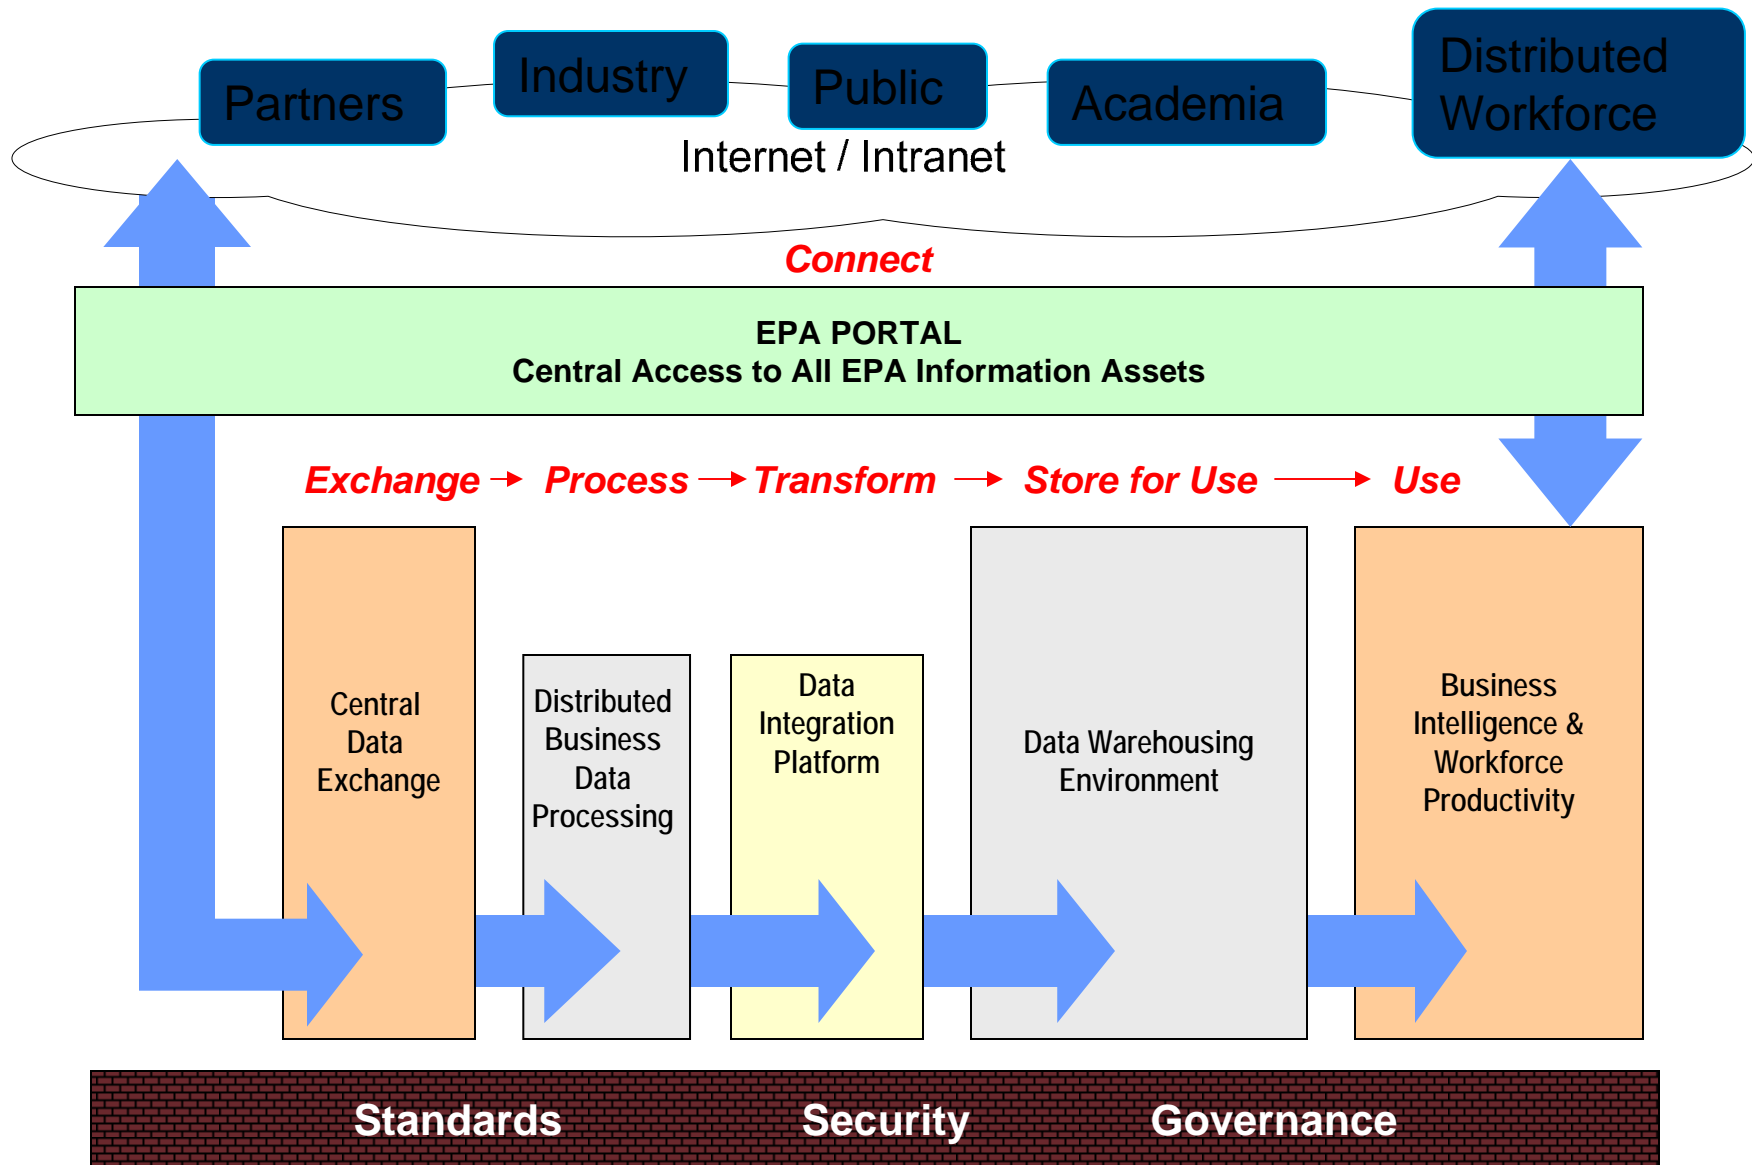 Partners
Industry
Public
Academia
Distributed
Workforce
Internet / Intranet
Connect
EPA PORTAL
Central Access to All EPA Information Assets
Exchange Process Transform Store for Use Use
Central
Data
Exchange
Distributed
Business
Data
Processing
Data
Integration
Platform
Data Warehousing
Environment
Business
Intelligence &
Workforce
Productivity
Standards Security Governance